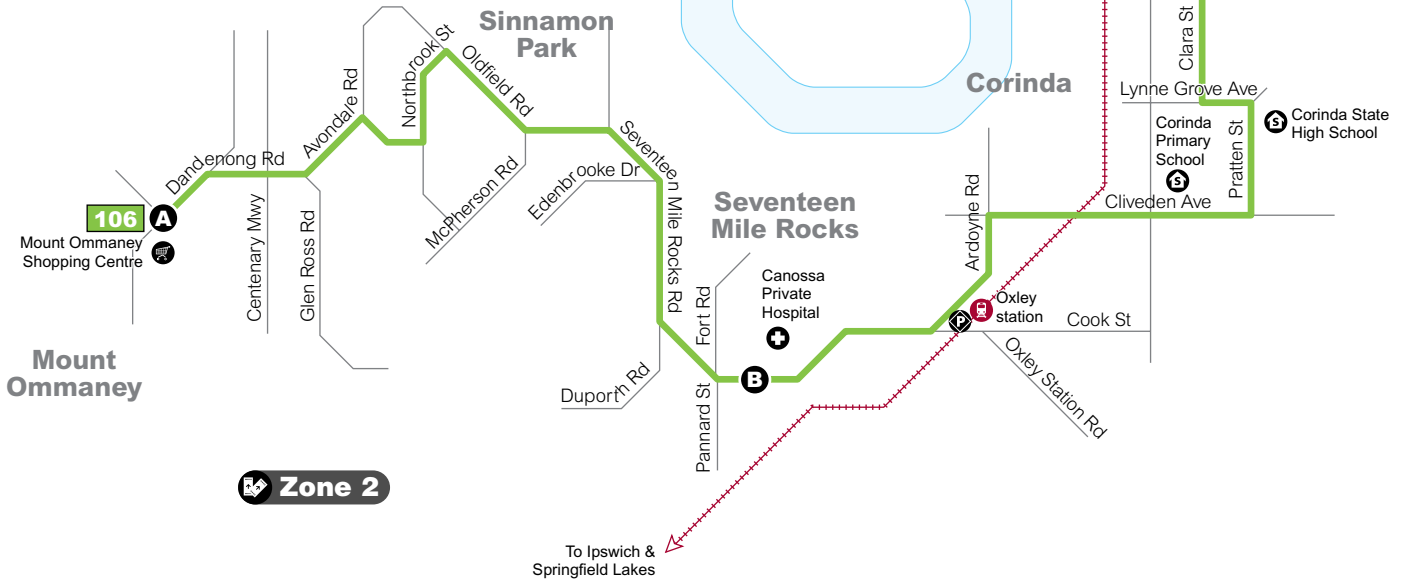 Sinnamon
Park
Northbrook St
Oldfield Rd
Avondale Rd
Dandenong Rd
106
A
Mount Ommaney
Shopping Centre
Centenary Mwy
Glen Ross Rd
McPherson Rd
Edenbrooke Dr
Seventeen Mile Rocks Rd
Mount
Ommaney
Seventeen
Mile Rocks
Fort Rd
Canossa
Private
Hospital
Duporth Rd
B
Pannard St
Corinda
Clara St
Lynne Grove Ave
Corinda
Primary
School
S
S
Corinda State
High School
Pratten St
Cliveden Ave
Ardoyne Rd
P
Oxley
station
Cook St
Oxley Station Rd
Zone 2
To Ipswich &
Springfield Lakes